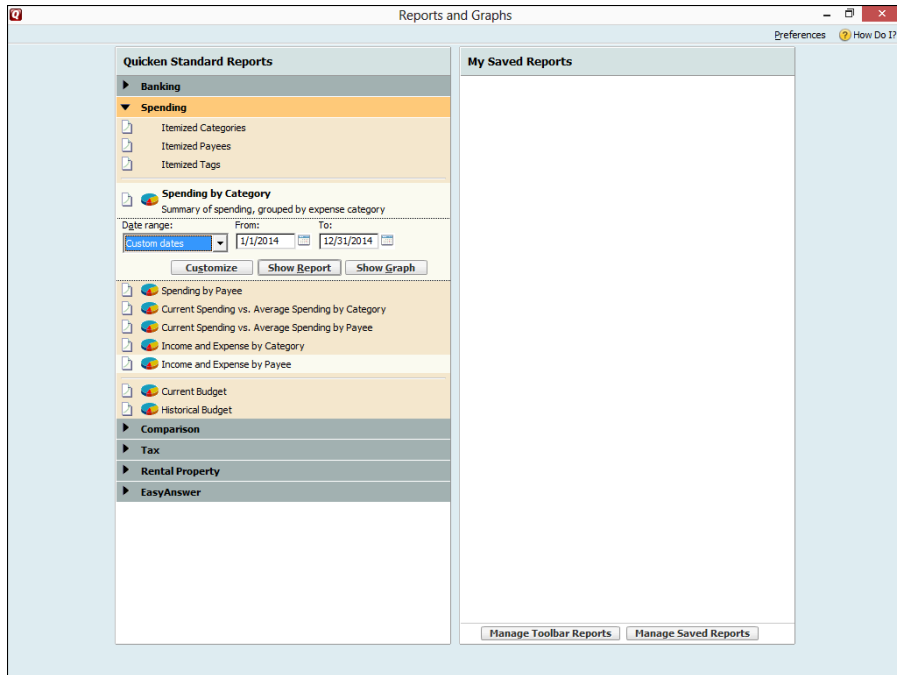 Reports and Graphs
Preferences ? How Do I?
Quicken Standard Reports
Banking
Spending
Itemized Categories
Itemized Payees
Itemized Tags
Spending by Category
Summary of spending, grouped by expense category
Date range: From: To:
Custom dates 1/1/2014 12/31/2014
Customize Show Report Show Graph
Spending by Payee
Current Spending vs. Average Spending by Category
Current Spending vs. Average Spending by Payee
Income and Expense by Category
Income and Expense by Payee
Current Budget
Historical Budget
Comparison
Tax
Rental Property
EasyAnswer
My Saved Reports
Manage Toolbar Reports Manage Saved Reports